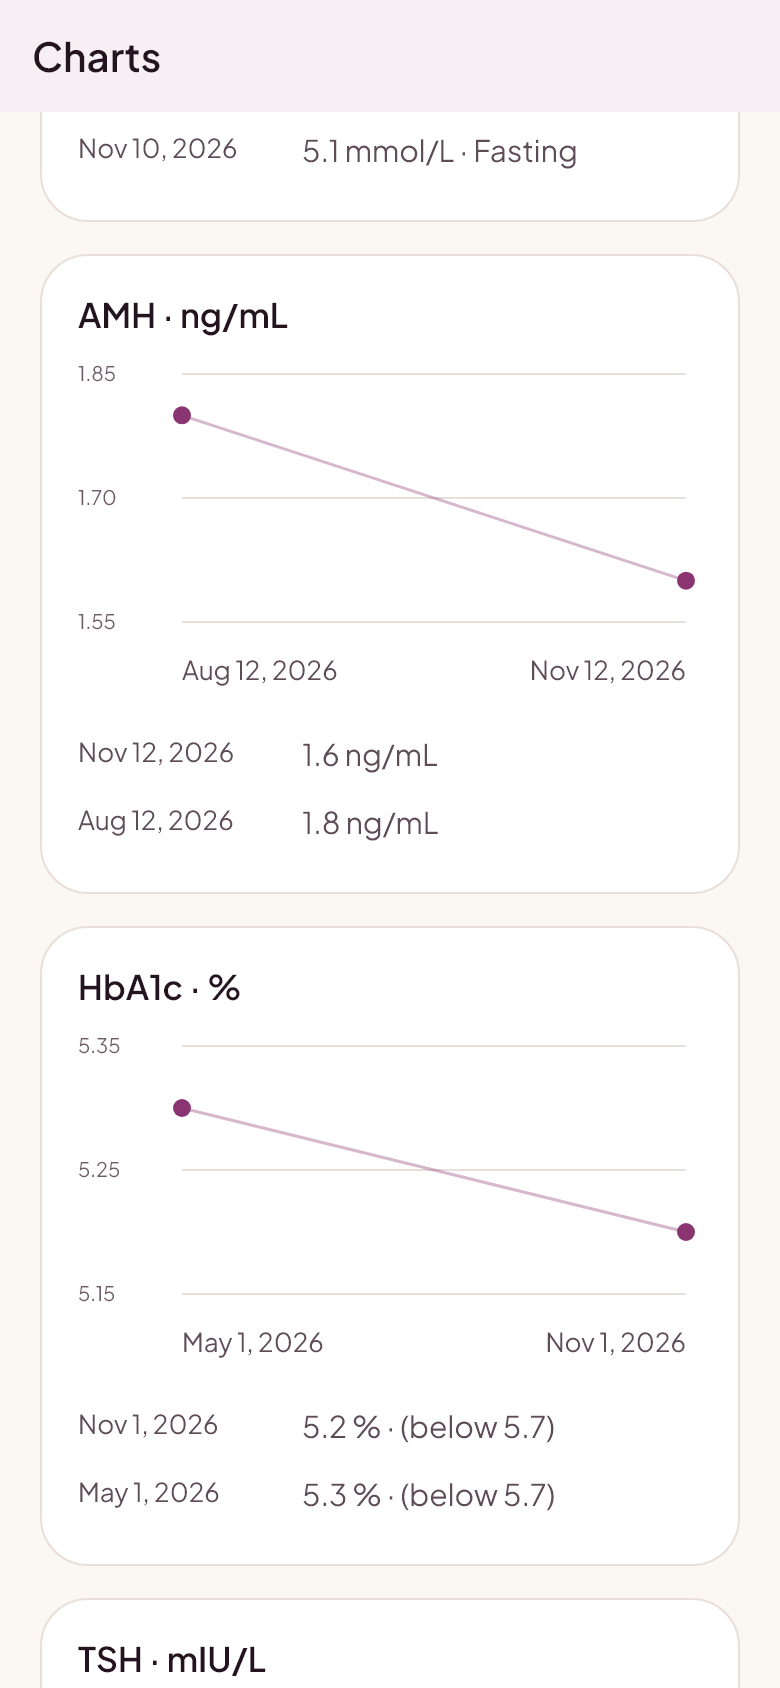 Charts
Nov 10, 2026 5.1 mmol/L · Fasting
AMH · ng/mL
1.85
1.70
1.55
Aug 12, 2026 Nov 12, 2026
Nov 12, 2026 1.6 ng/mL
Aug 12, 2026 1.8 ng/mL
HbA1c · %
5.35
5.25
5.15
May 1, 2026 Nov 1, 2026
Nov 1, 2026 5.2 % · (below 5.7)
May 1, 2026 5.3 % · (below 5.7)
TSH · mIU/L